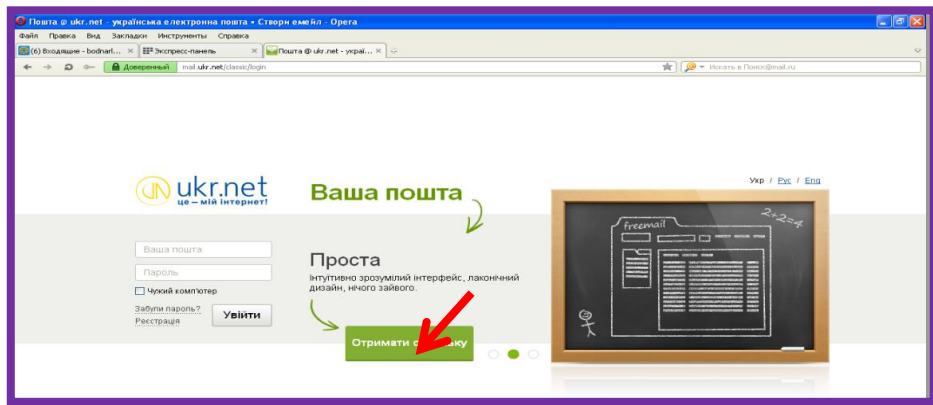 Пошта @ ukr.net - українська електронна пошта • Створи емейл - Opera
Файл Правка Вид Закладки Инструменты Справка
(6) Входящие - bodnarl... Экспресс-панель Пошта @ ukr.net - украї...
Доверенный mail.ukr.net/classic/login Искать в Поиск@mail.ru
Укр / Рус / Eng
ukr.net
це – мій інтернет!
Ваша пошта
Ваша пошта
Пароль
Чужий комп'ютер
Забули пароль?
Реєстрація
Увійти
Проста
Інтуїтивно зрозумілий інтерфейс, лаконічний
дизайн, нічого зайвого.
Отримати
freemail
2+2=4